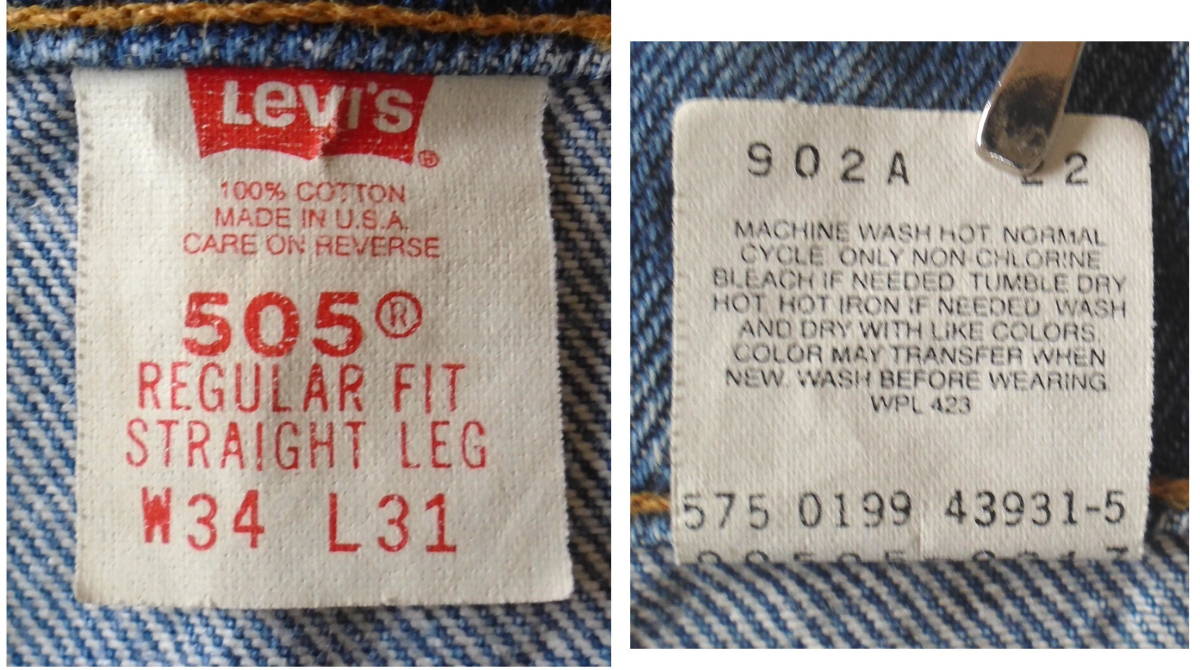 Levi's
®
100% COTTON
MADE IN U.S.A.
CARE ON REVERSE
505®
REGULAR FIT
STRAIGHT LEG
W34 L31
902A 2
MACHINE WASH HOT NORMAL
CYCLE ONLY NON-CHLORINE
BLEACH IF NEEDED TUMBLE DRY
HOT HOT IRON IF NEEDED WASH
AND DRY WITH LIKE COLORS.
COLOR MAY TRANSFER WHEN
NEW. WASH BEFORE WEARING
WPL 423
575 0199 43931-5